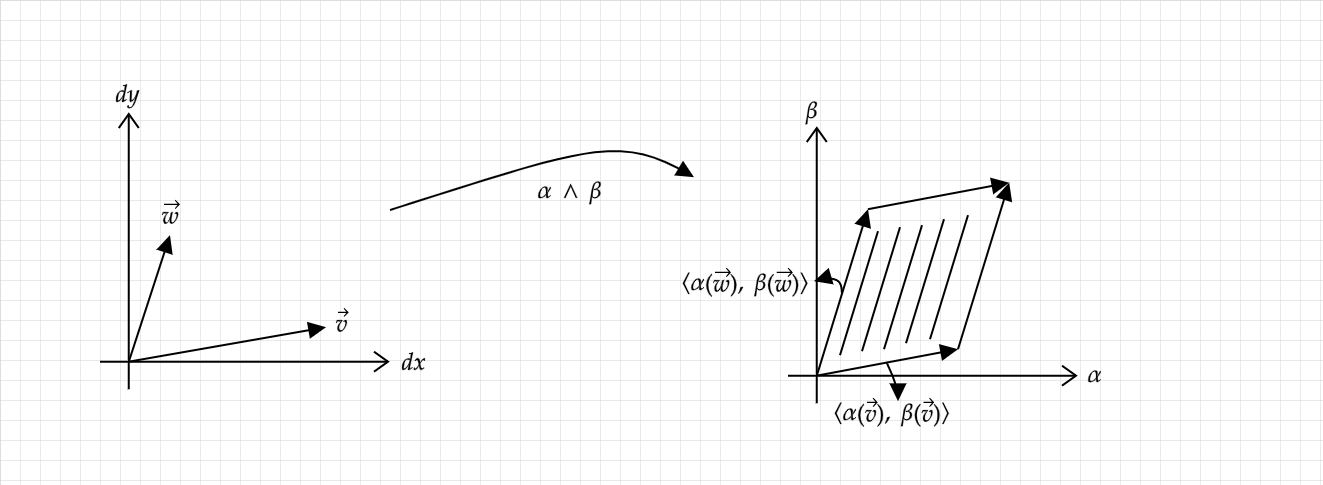 dy
w⃗
v⃗
dx
α ∧ β
β
⟨α(w⃗), β(w⃗)⟩
α
⟨α(v⃗), β(v⃗)⟩